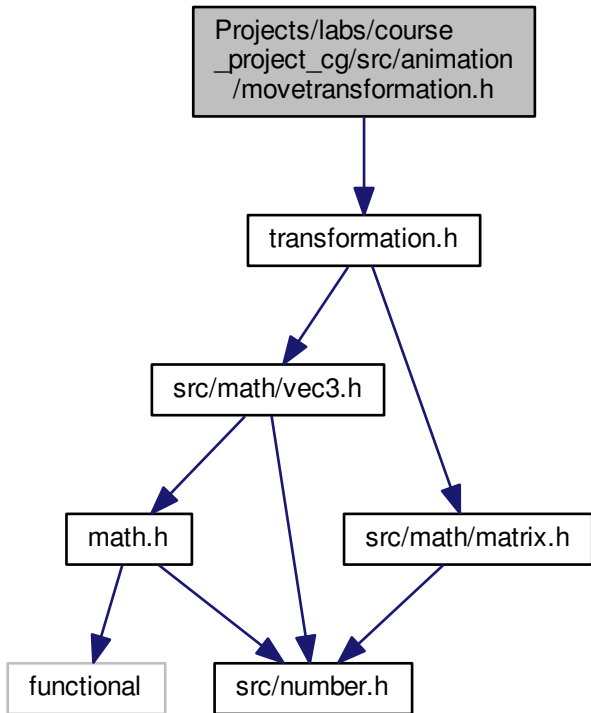 Projects/labs/course
_project_cg/src/animation
/movetransformation.h
transformation.h
src/math/vec3.h
math.h
src/math/matrix.h
functional
src/number.h